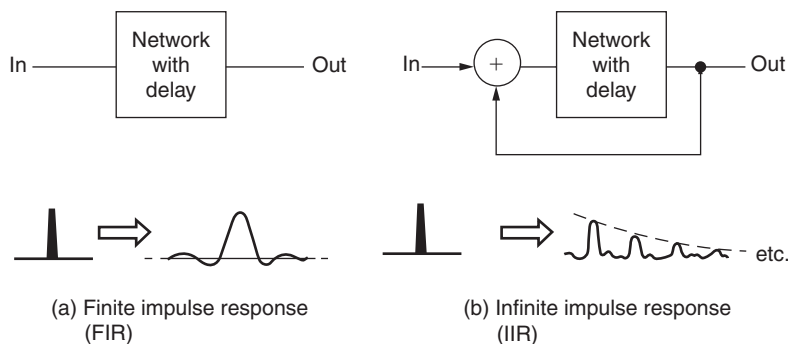 In
Network
with
delay
Out
In
+
Network
with
delay
Out
etc.
(a) Finite impulse response
(FIR)
(b) Infinite impulse response
(IIR)